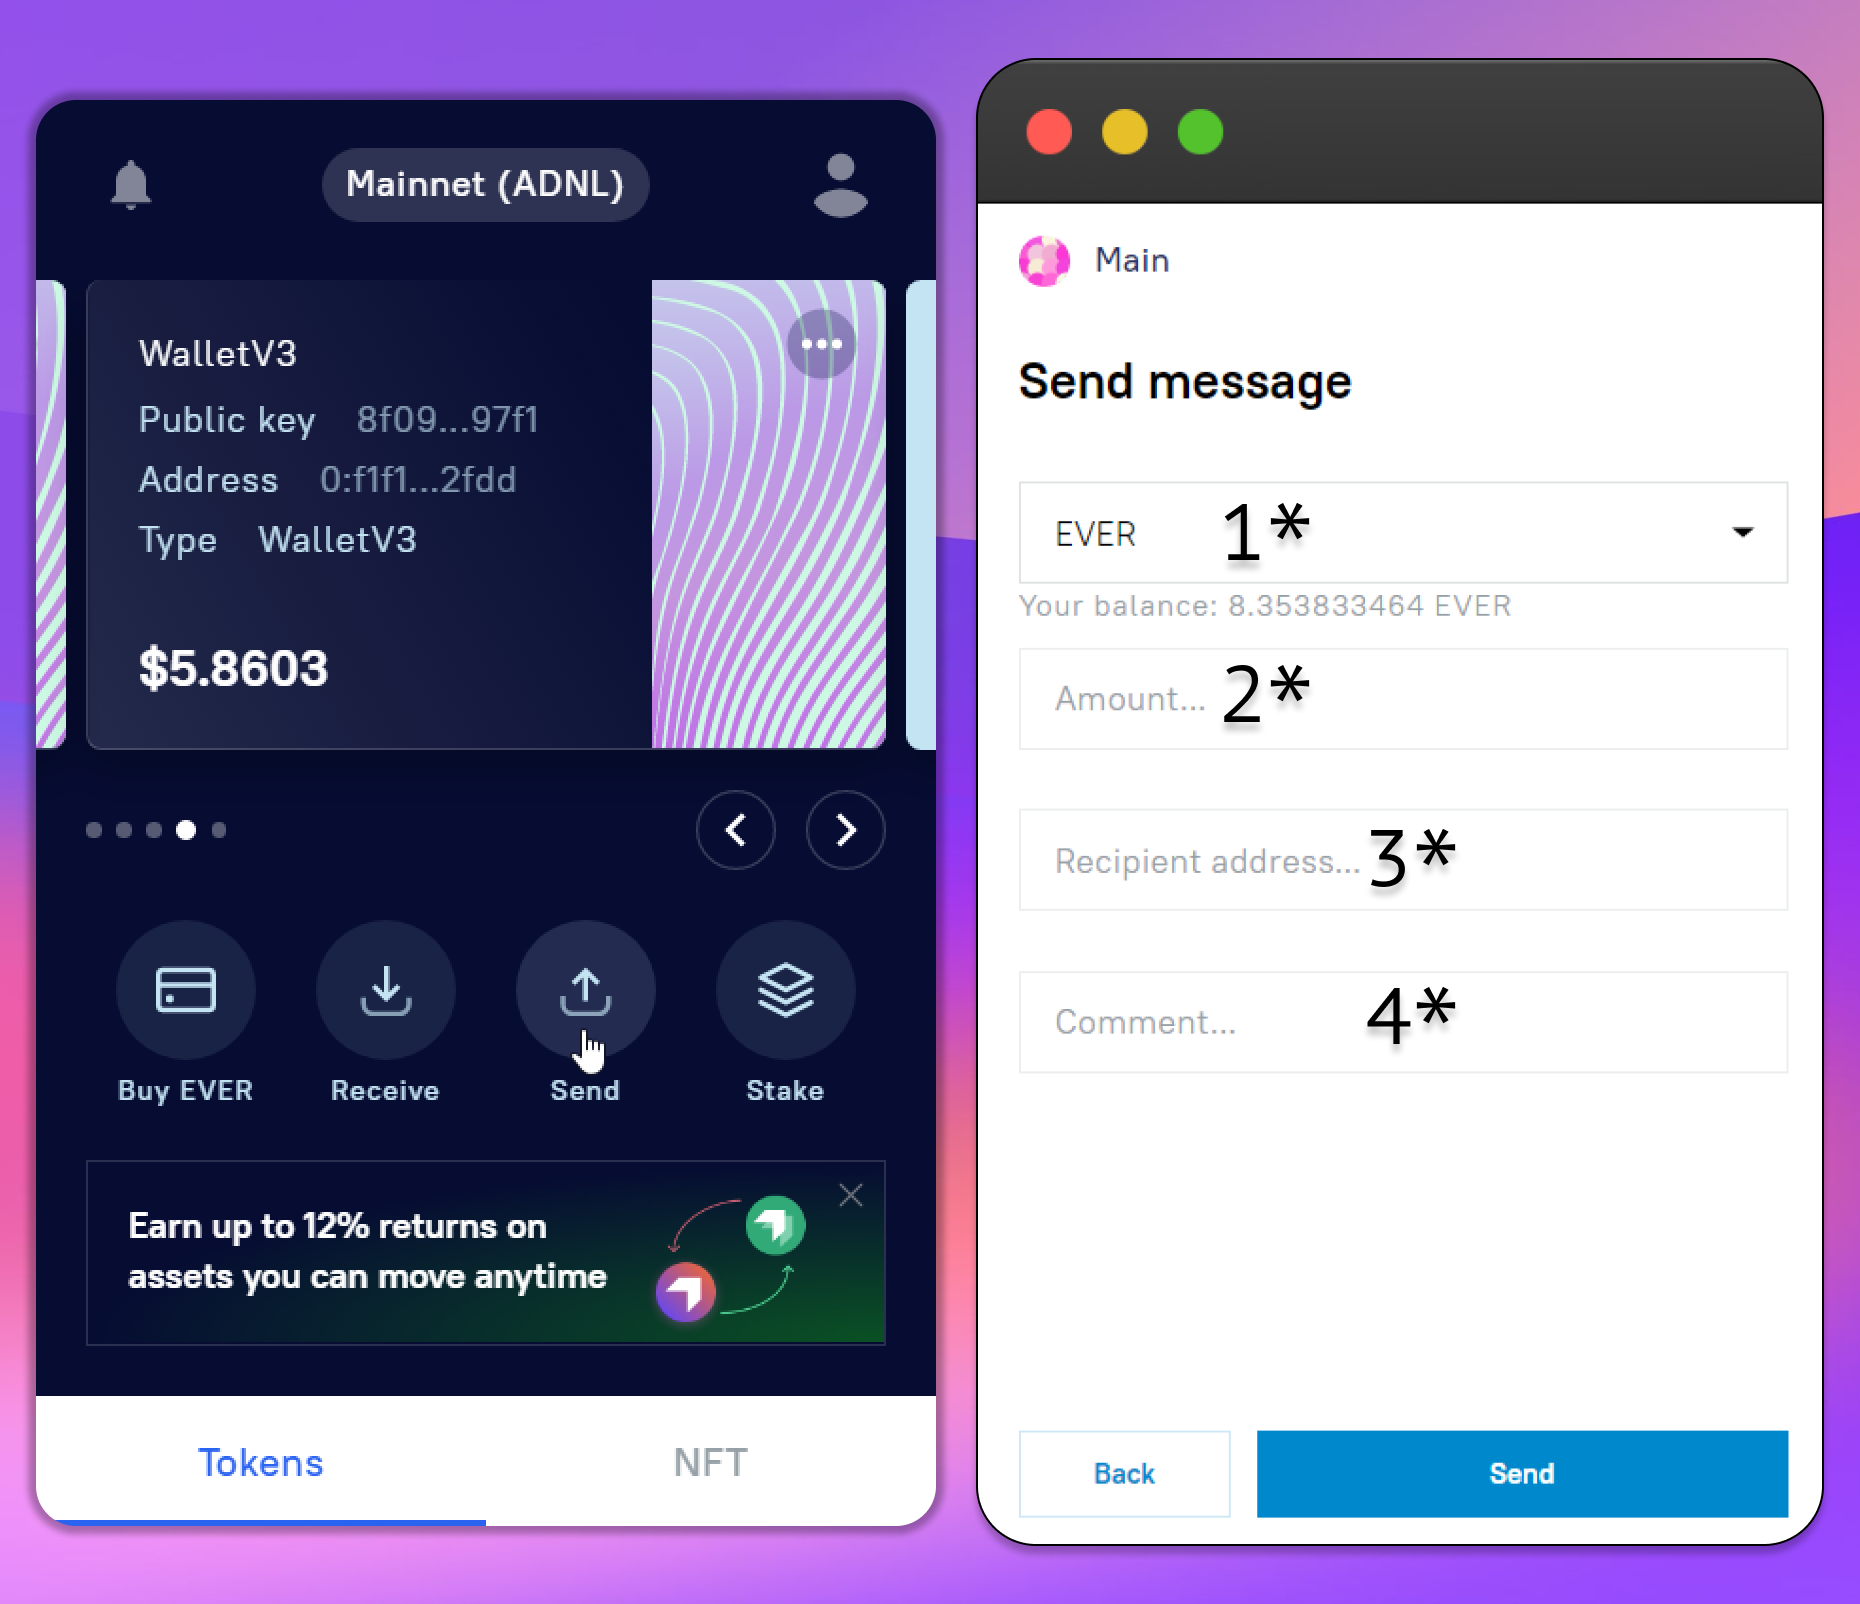 Mainnet (ADNL)
WalletV3
Public key 8f09...97f1
Address 0:f1f1...2fdd
Type WalletV3
$5.8603
Buy EVER
Receive
Send
Stake
Earn up to 12% returns on
assets you can move anytime
Tokens
NFT
Main
Send message
EVER 1*
Your balance: 8.353833464 EVER
Amount... 2*
Recipient address... 3*
Comment... 4*
Back
Send